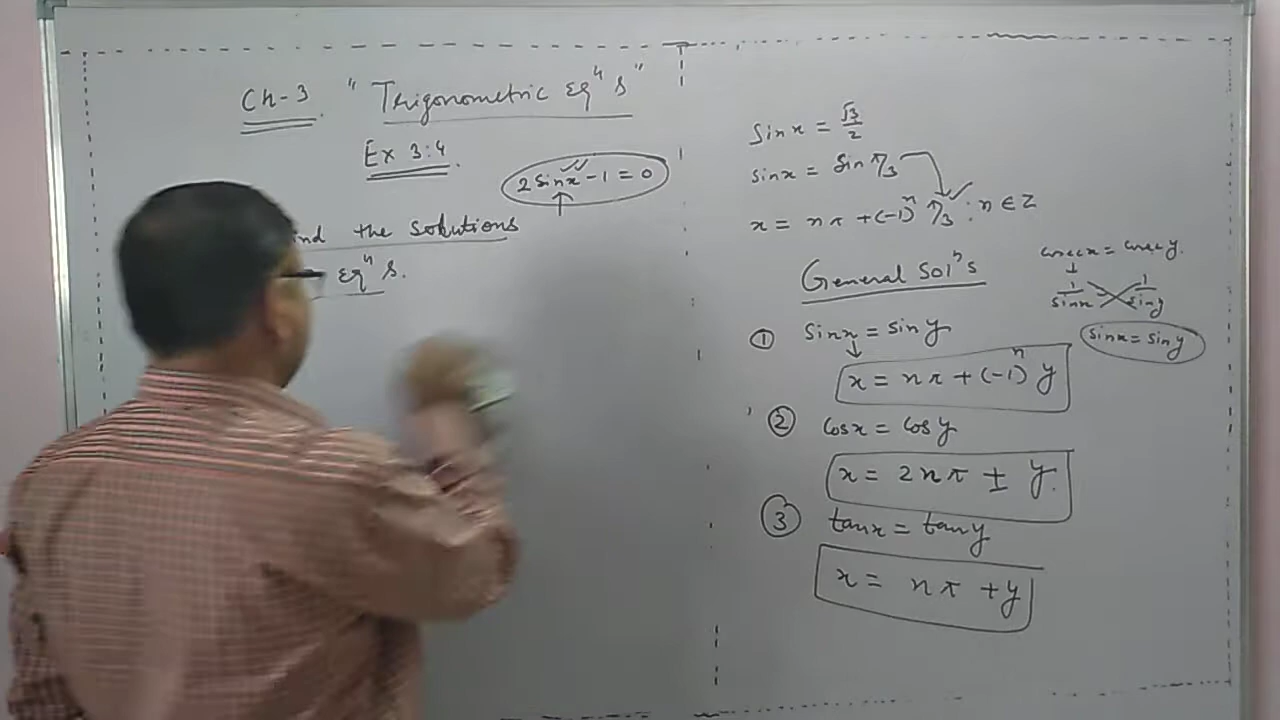 Ch-3. "Trigonometric Eqⁿs"
Ex 3:4.
2 sin x - 1 = 0
ind the solutions
Eqⁿs.
sin x = √3/2
sin x = sin π/3
x = nπ + (-1)ⁿ π/3 : n ∈ Z
General Solⁿs
① sin x = sin y
x = nπ + (-1)ⁿ y
② cos x = cos y
x = 2nπ ± y.
③ tan x = tan y
x = nπ + y
cosec x = cosec y.
1/sin x 1/sin y
sin x = sin y